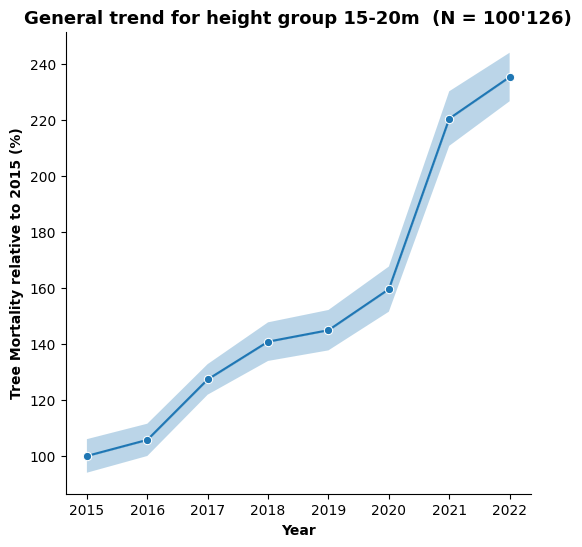 General trend for height group 15-20m  (N = 100'126)
Tree Mortality relative to 2015 (%)
240
220
200
180
160
140
120
100
2015 2016 2017 2018 2019 2020 2021 2022
Year